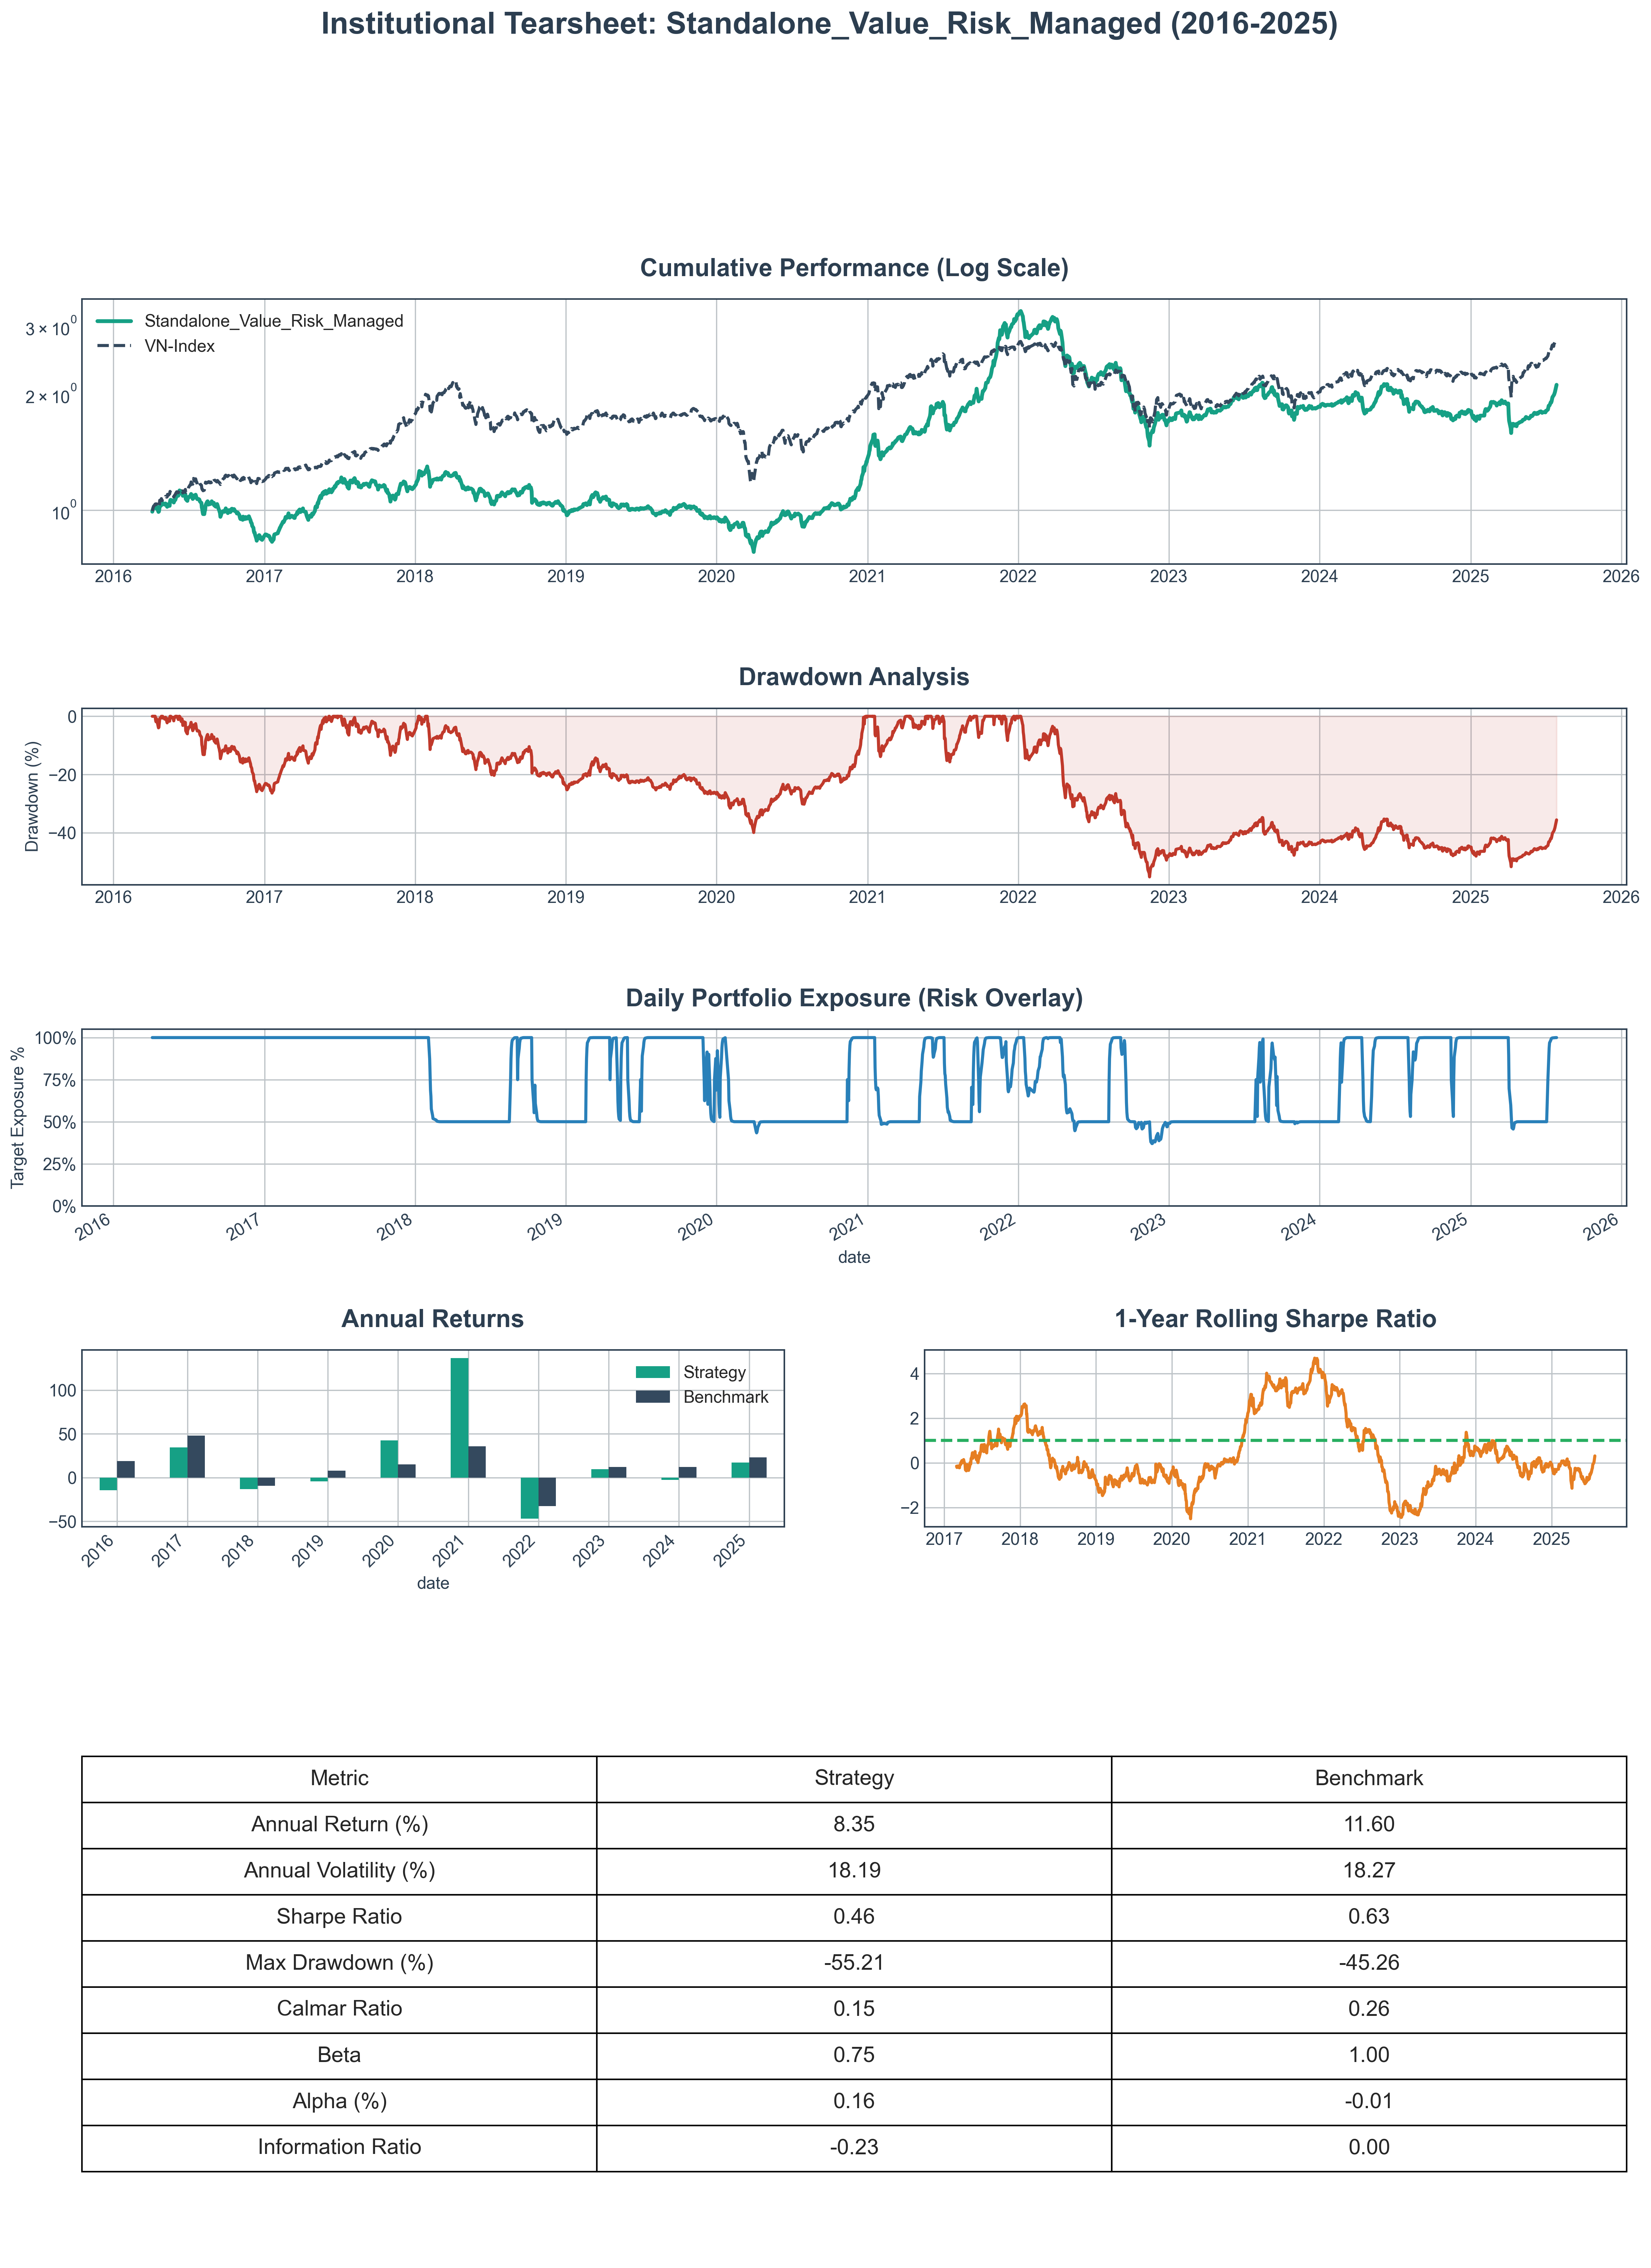 Institutional Tearsheet: Standalone_Value_Risk_Managed (2016-2025)
Cumulative Performance (Log Scale)
Standalone_Value_Risk_Managed
VN-Index
3 × 10⁰
2 × 10⁰
10⁰
2016 2017 2018 2019 2020 2021 2022 2023 2024 2025 2026
Drawdown Analysis
Drawdown (%)
0
−20
−40
2016 2017 2018 2019 2020 2021 2022 2023 2024 2025 2026
Daily Portfolio Exposure (Risk Overlay)
Target Exposure %
100%
75%
50%
25%
0%
2016 2017 2018 2019 2020 2021 2022 2023 2024 2025 2026
date
Annual Returns
Strategy
Benchmark
100
50
0
−50
2016 2017 2018 2019 2020 2021 2022 2023 2024 2025
date
1-Year Rolling Sharpe Ratio
4
2
0
−2
2017 2018 2019 2020 2021 2022 2023 2024 2025
Metric Strategy Benchmark
Annual Return (%) 8.35 11.60
Annual Volatility (%) 18.19 18.27
Sharpe Ratio 0.46 0.63
Max Drawdown (%) -55.21 -45.26
Calmar Ratio 0.15 0.26
Beta 0.75 1.00
Alpha (%) 0.16 -0.01
Information Ratio -0.23 0.00